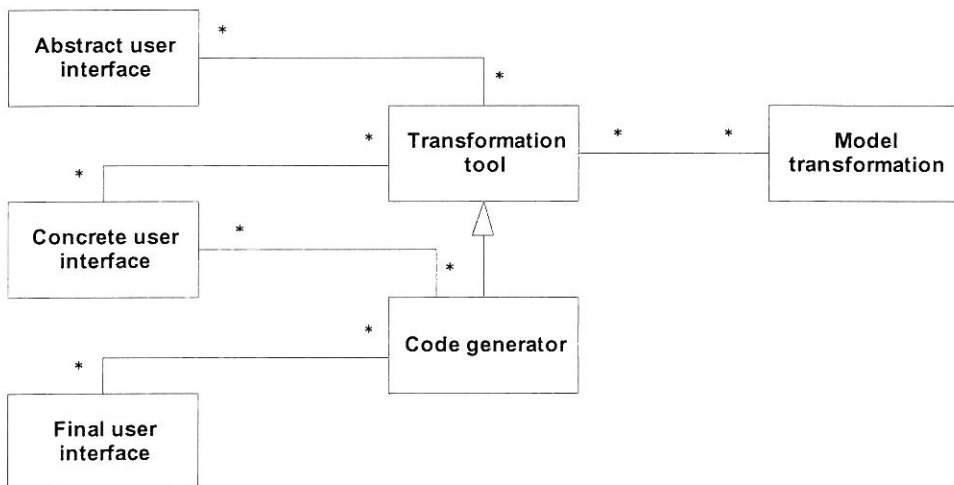 Abstract user
interface
*
*
Transformation
tool
*
*
Model
transformation
*
*
Concrete user
interface
*
*
Code generator
*
*
Final user
interface